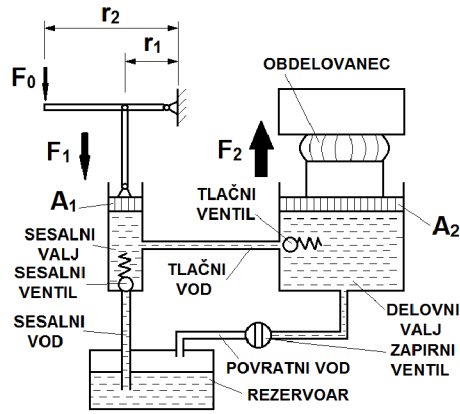 r2
r1
F0
F1
F2
OBDELOVANEC
A1
TLAČNI
VENTIL
A2
SESALNI
VALJ
SESALNI
VENTIL
TLAČNI
VOD
SESALNI
VOD
DELOVNI
VALJ
ZAPIRNI
VENTIL
POVRATNI VOD
REZERVOAR